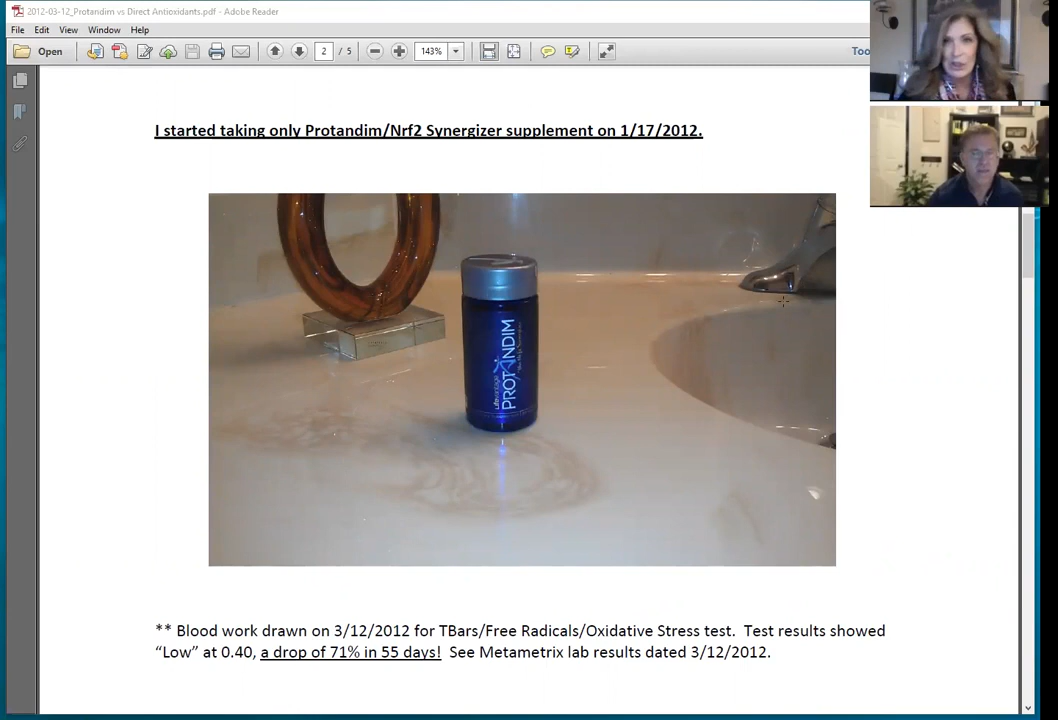 2012-03-12_Protandim vs Direct Antioxidants.pdf - Adobe Reader
File Edit View Window Help
Open 2 / 5 143% Too
I started taking only Protandim/Nrf2 Synergizer supplement on 1/17/2012.
PROTANDIM
** Blood work drawn on 3/12/2012 for TBars/Free Radicals/Oxidative Stress test. Test results showed
“Low” at 0.40, a drop of 71% in 55 days! See Metametrix lab results dated 3/12/2012.